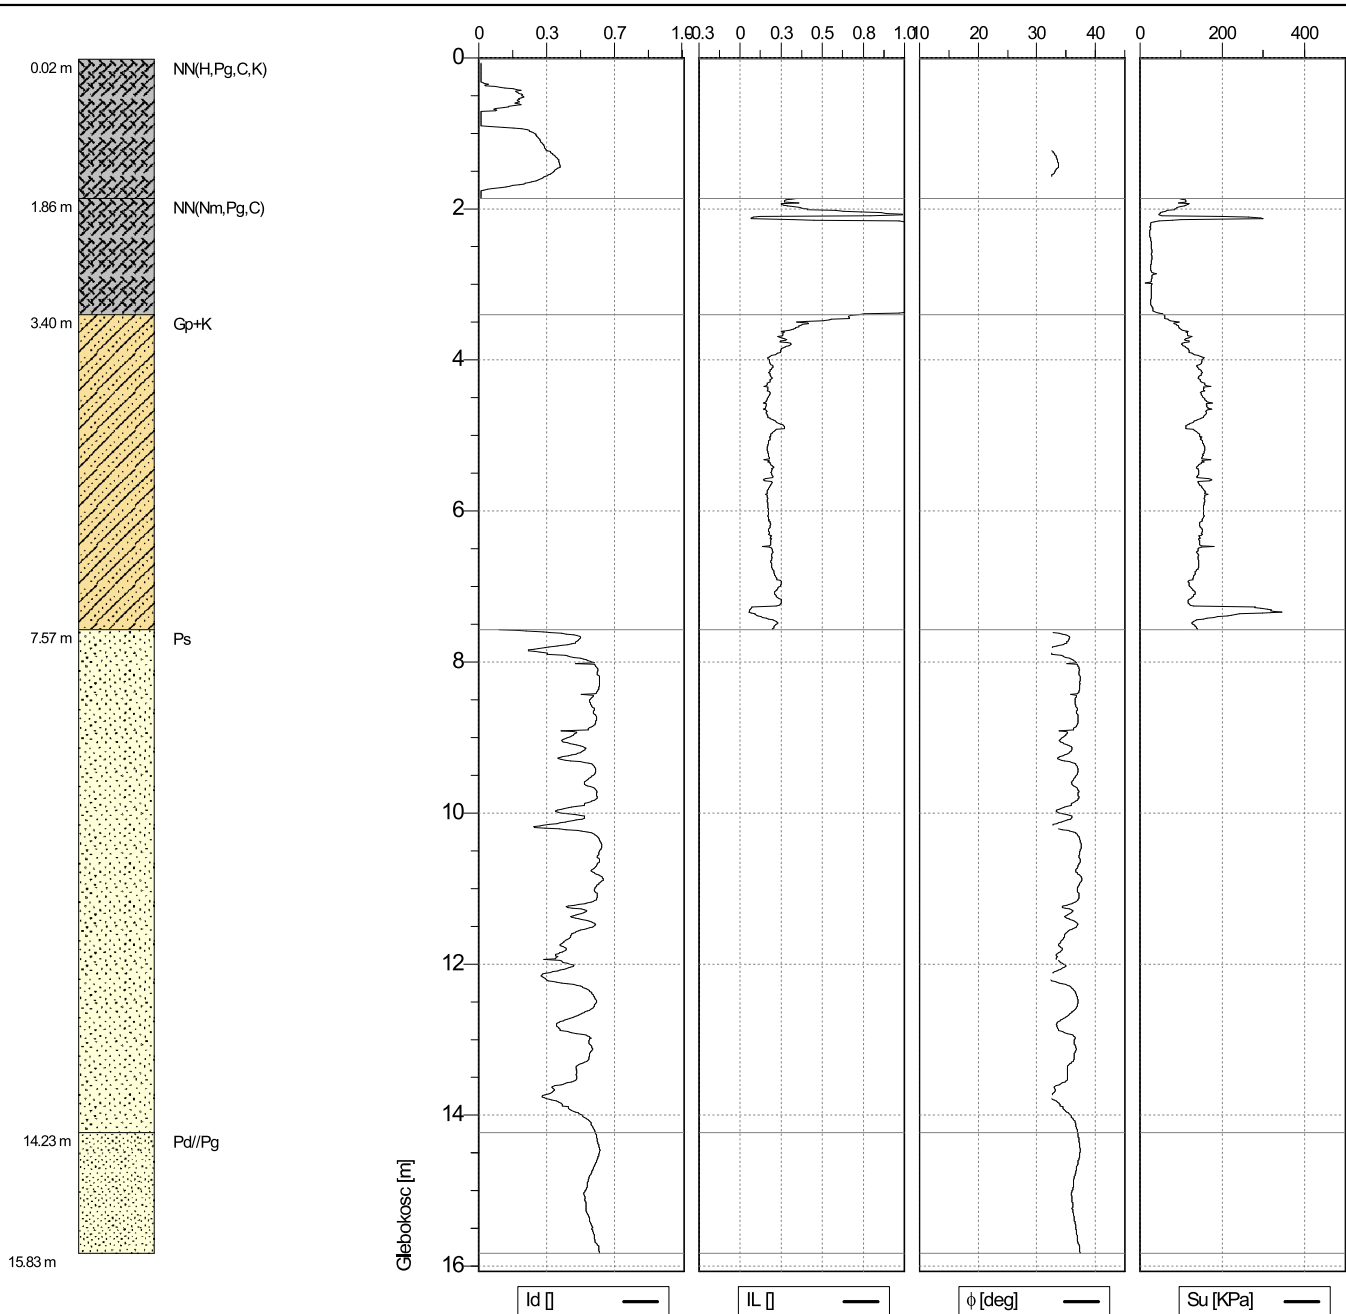 0 0.3 0.7 1.0
-0.3 0 0.3 0.5 0.8 1.0
10 20 30 40
0 200 400
0
0.02 m NN(H,Pg,C,K)
1.86 m NN(Nm,Pg,C)
2
3.40 m Gp+K
4
6
7.57 m Ps
8
10
12
14
14.23 m Pd//Pg
15.83 m
16
Glebokosc [m]
Id []
IL []
ϕ [deg]
Su [KPa]